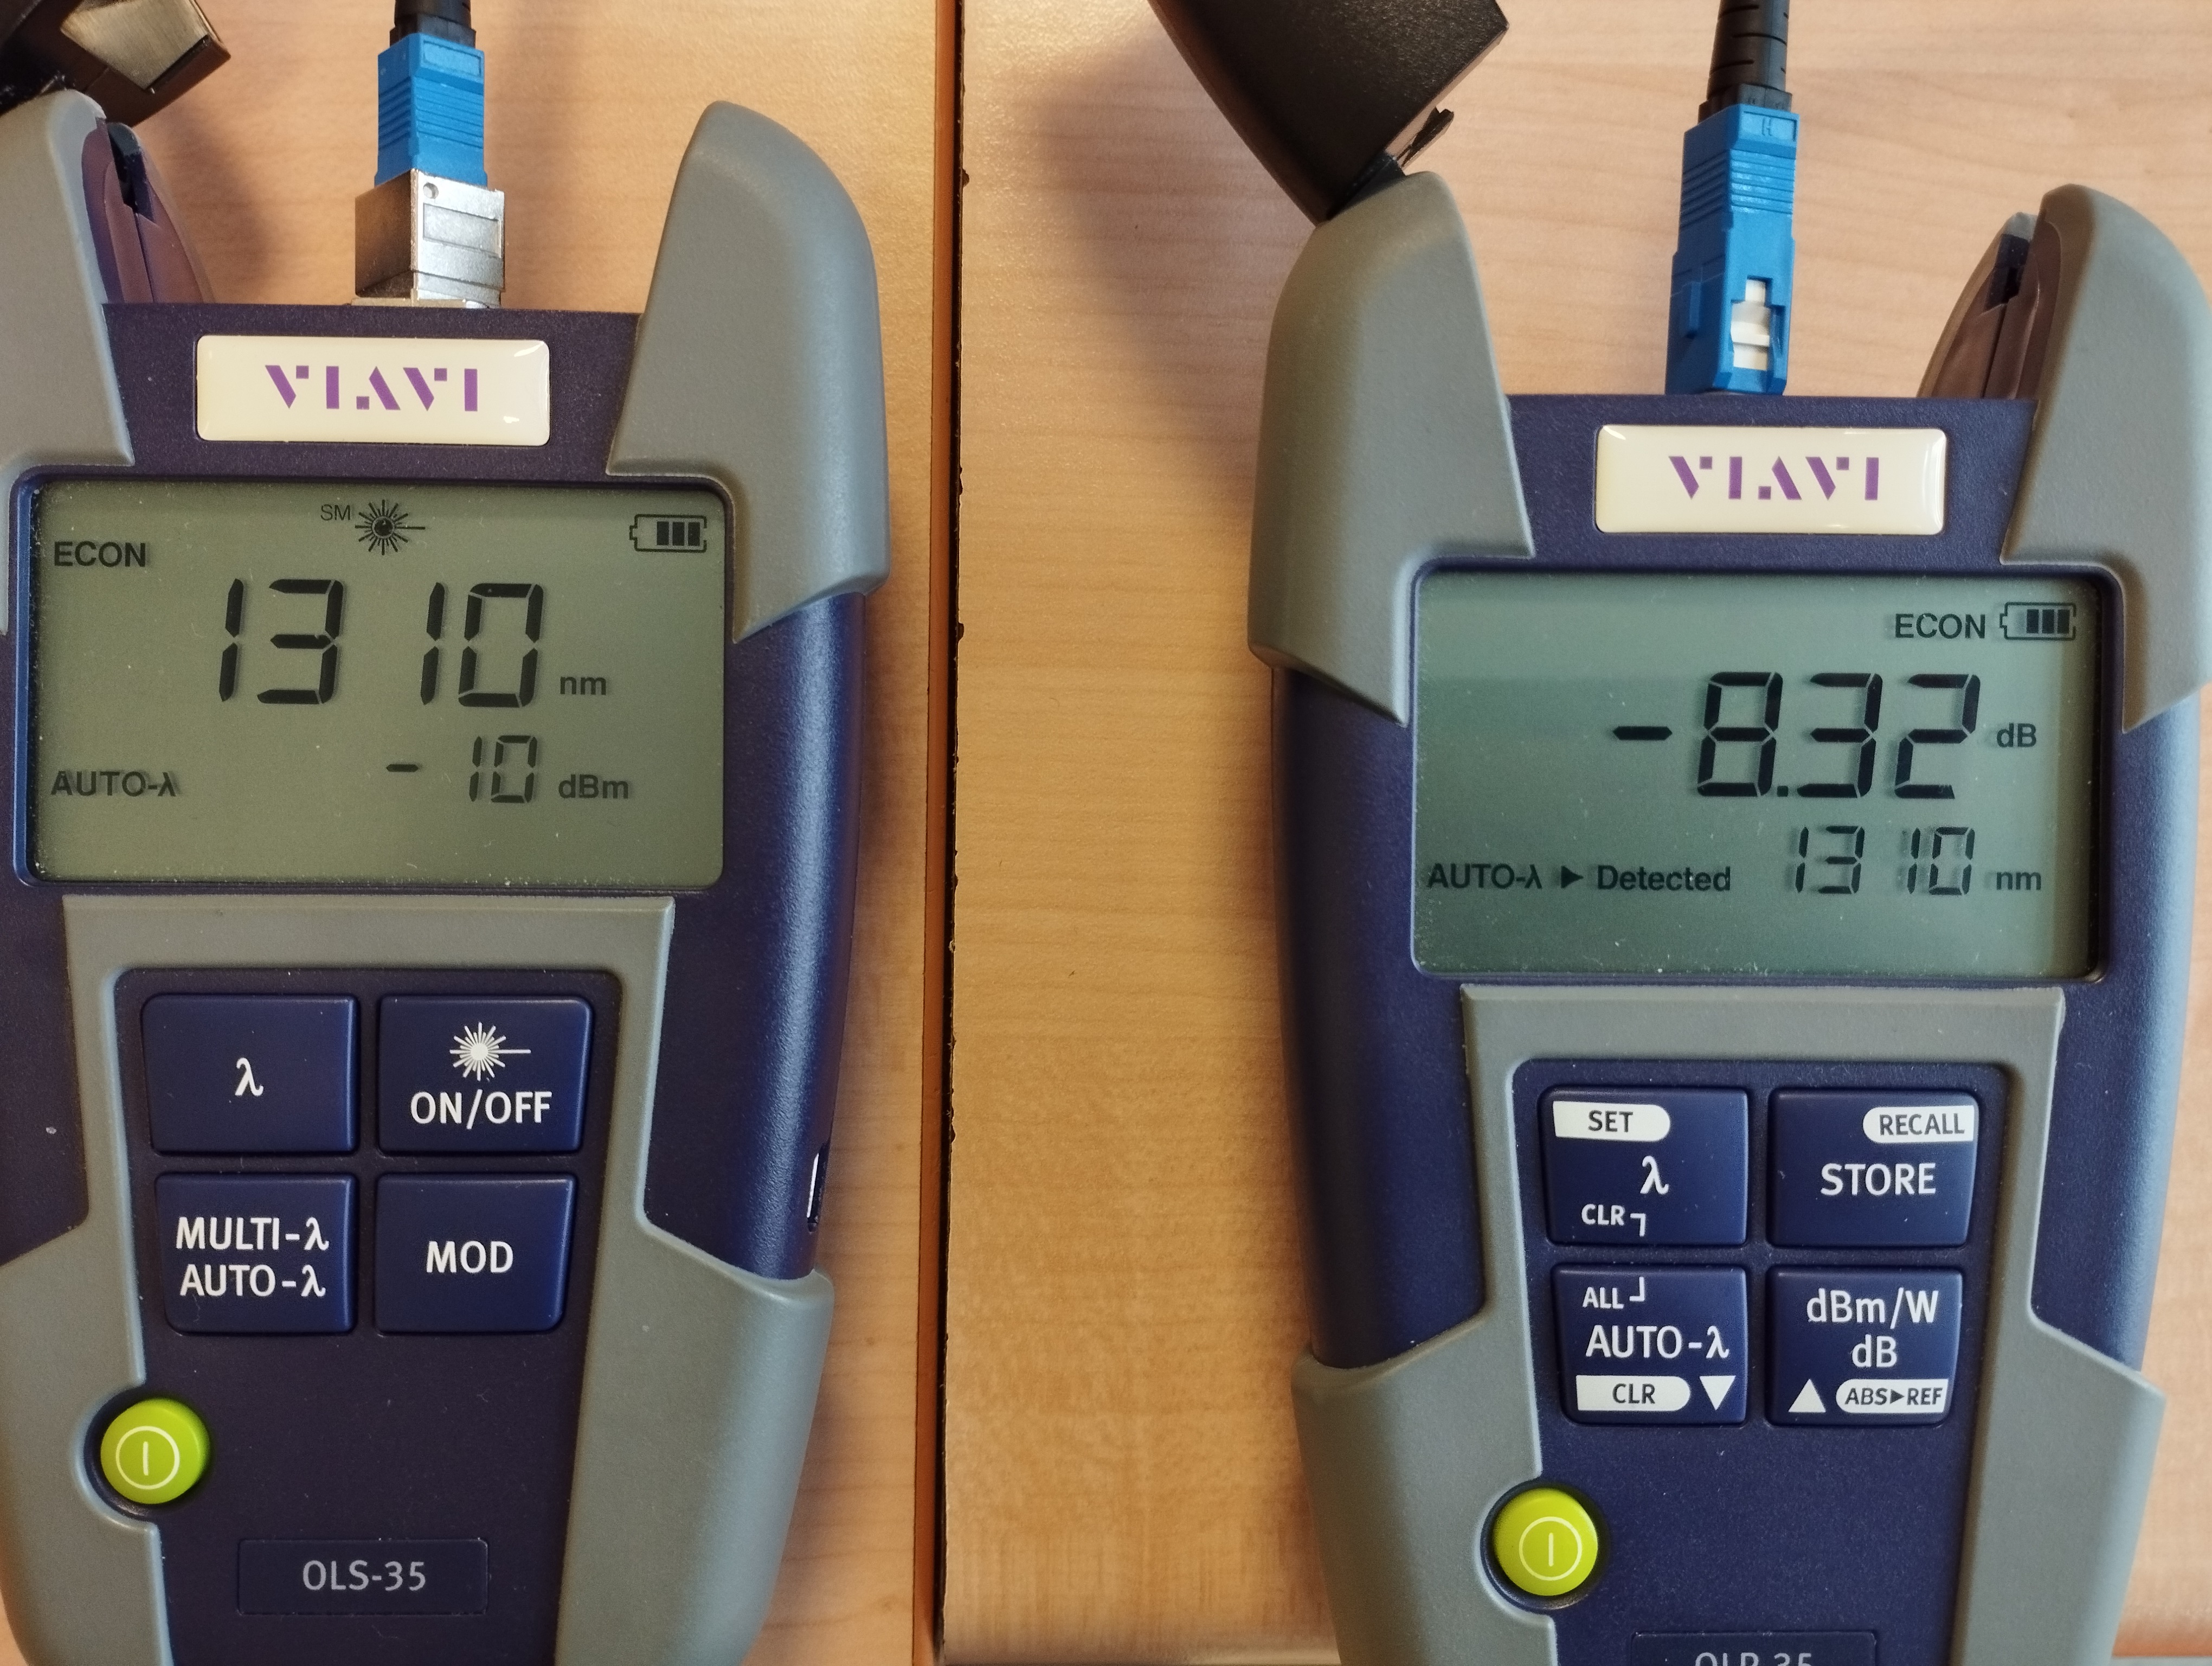 VIAVI
SM
ECON
1310 nm
AUTO-λ -10 dBm
λ
ON/OFF
MULTI-λ
AUTO-λ
MOD
OLS-35
VIAVI
ECON
-8.32 dB
AUTO-λ ► Detected 1310 nm
SET
λ
CLR
RECALL
STORE
ALL
AUTO-λ
CLR ▼
dBm/W
dB
▲ ABS►REF